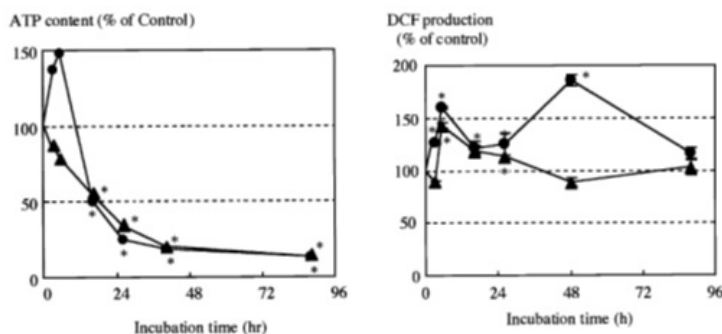 ATP content (% of Control)
150
100
50
0
0 24 48 72 96
Incubation time (hr)
DCF production
(% of control)
200
150
100
50
0
0 24 48 72 96
Incubation time (h)